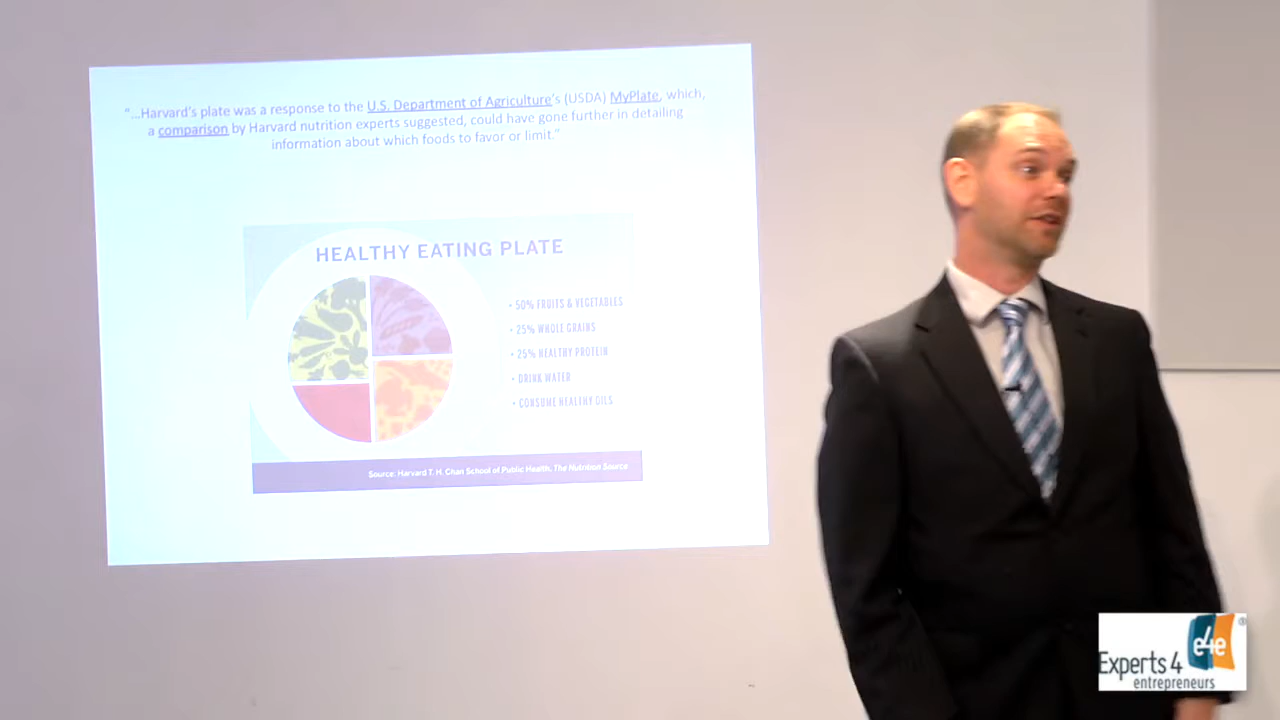 “...Harvard's plate was a response to the U.S. Department of Agriculture's (USDA) MyPlate, which,
a comparison by Harvard nutrition experts suggested, could have gone further in detailing
information about which foods to favor or limit.”
HEALTHY EATING PLATE
• 50% FRUITS & VEGETABLES
• 25% WHOLE GRAINS
• 25% HEALTHY PROTEIN
• DRINK WATER
• CONSUME HEALTHY OILS
Source: Harvard T. H. Chan School of Public Health, The Nutrition Source
e4e ®
Experts 4
entrepreneurs